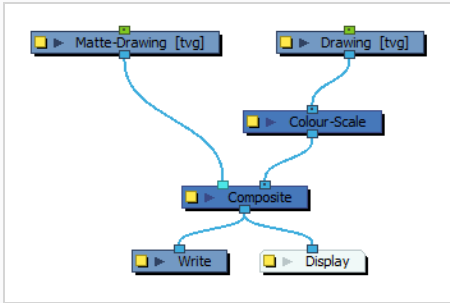 Matte-Drawing [tvg]
Drawing [tvg]
Colour-Scale
Composite
Write
Display